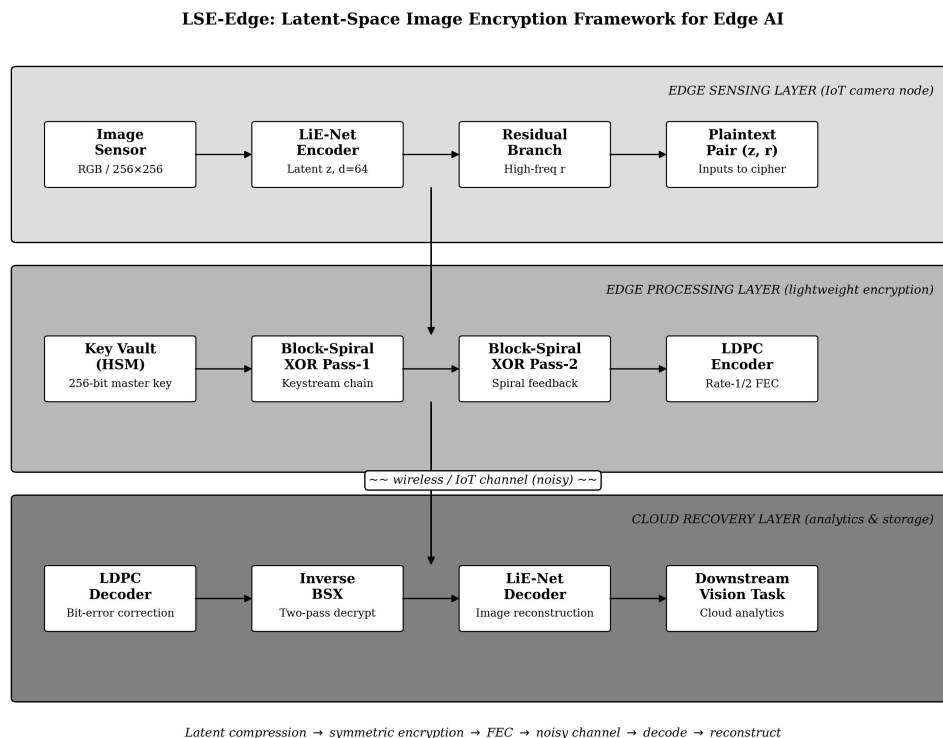 LSE-Edge: Latent-Space Image Encryption Framework for Edge AI
EDGE SENSING LAYER (IoT camera node)
Image
Sensor
RGB / 256×256
LiE-Net
Encoder
Latent z, d=64
Residual
Branch
High-freq r
Plaintext
Pair (z, r)
Inputs to cipher
EDGE PROCESSING LAYER (lightweight encryption)
Key Vault
(HSM)
256-bit master key
Block-Spiral
XOR Pass-1
Keystream chain
Block-Spiral
XOR Pass-2
Spiral feedback
LDPC
Encoder
Rate-1/2 FEC
~~ wireless / IoT channel (noisy) ~~
CLOUD RECOVERY LAYER (analytics & storage)
LDPC
Decoder
Bit-error correction
Inverse
BSX
Two-pass decrypt
LiE-Net
Decoder
Image reconstruction
Downstream
Vision Task
Cloud analytics
Latent compression → symmetric encryption → FEC → noisy channel → decode → reconstruct